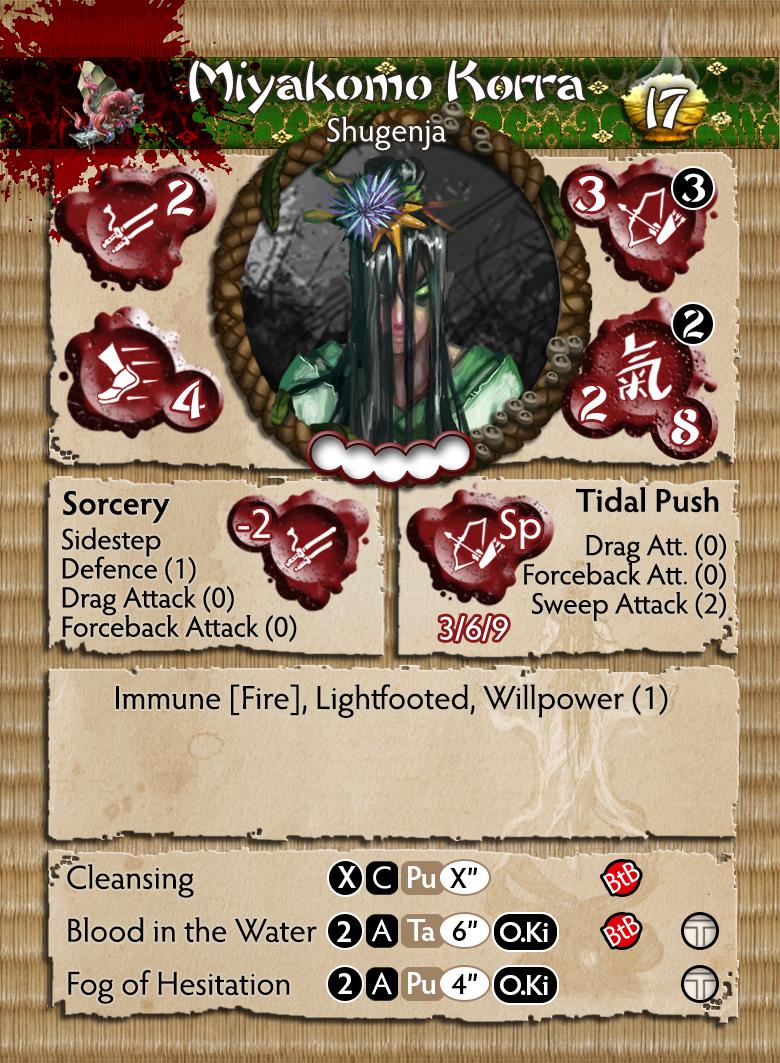 Miyakomo Korra
17
Shugenja
2
3
3
4
氣
2
2
8
Sorcery
-2
Sidestep
Defence (1)
Drag Attack (0)
Forceback Attack (0)
Sp
3/6/9
Tidal Push
Drag Att. (0)
Forceback Att. (0)
Sweep Attack (2)
Immune [Fire], Lightfooted, Willpower (1)
Cleansing X C Pu X" BtB
Blood in the Water 2 A Ta 6" O.Ki BtB T
Fog of Hesitation 2 A Pu 4" O.Ki T